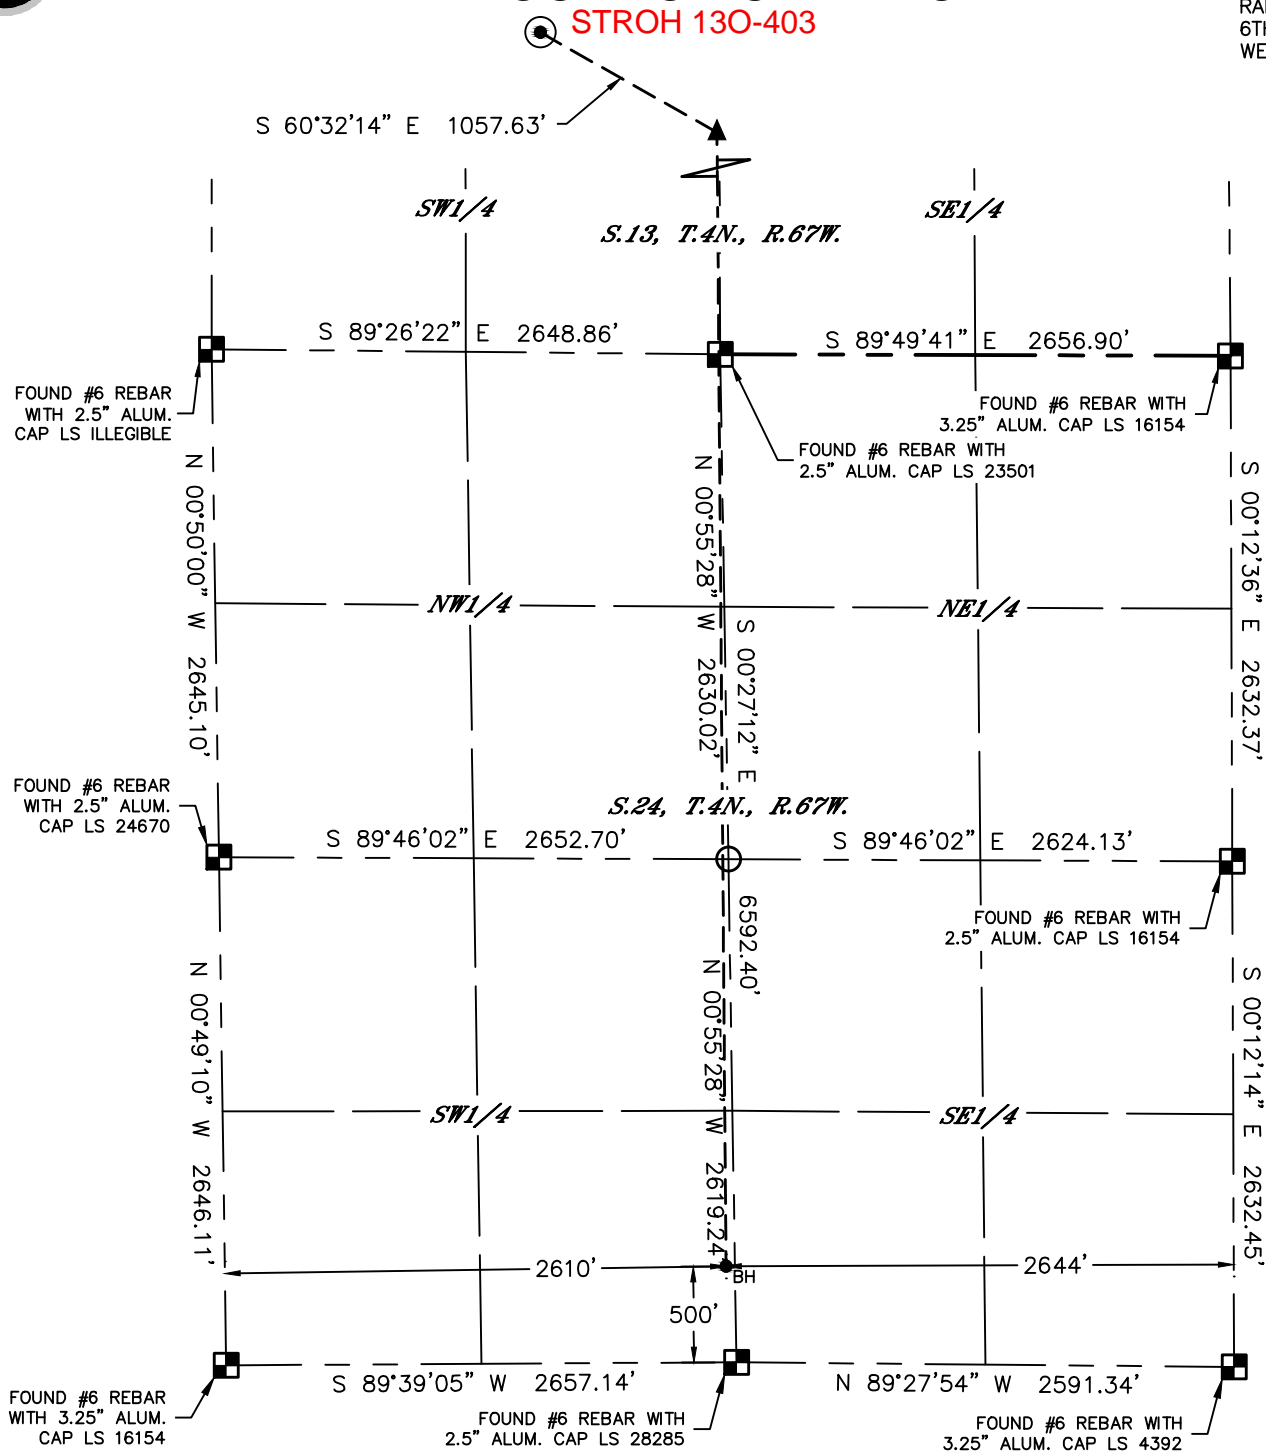 STROH 13O-403
6TH
S 60°32'14" E 1057.63'
SW1/4
SE1/4
S.13, T.4N., R.67W.
S 89°26'22" E 2648.86'
S 89°49'41" E 2656.90'
FOUND #6 REBAR
WITH 2.5" ALUM.
CAP LS ILLEGIBLE
FOUND #6 REBAR WITH
3.25" ALUM. CAP LS 16154
FOUND #6 REBAR WITH
2.5" ALUM. CAP LS 23501
N 00°50'00" W 2645.10'
N 00°55'28" W 2630.02'
S 00°27'12" E 6592.40'
S 00°12'36" E 2632.37'
NW1/4
NE1/4
S.24, T.4N., R.67W.
FOUND #6 REBAR
WITH 2.5" ALUM.
CAP LS 24670
S 89°46'02" E 2652.70'
S 89°46'02" E 2624.13'
FOUND #6 REBAR WITH
2.5" ALUM. CAP LS 16154
N 00°49'10" W 2646.11'
N 00°55'28" W 2619.24'
S 00°12'14" E 2632.45'
SW1/4
SE1/4
2610'
BH
2644'
500'
S 89°39'05" W 2657.14'
N 89°27'54" W 2591.34'
FOUND #6 REBAR
WITH 3.25" ALUM.
CAP LS 16154
FOUND #6 REBAR WITH
2.5" ALUM. CAP LS 28285
FOUND #6 REBAR WITH
3.25" ALUM. CAP LS 4392